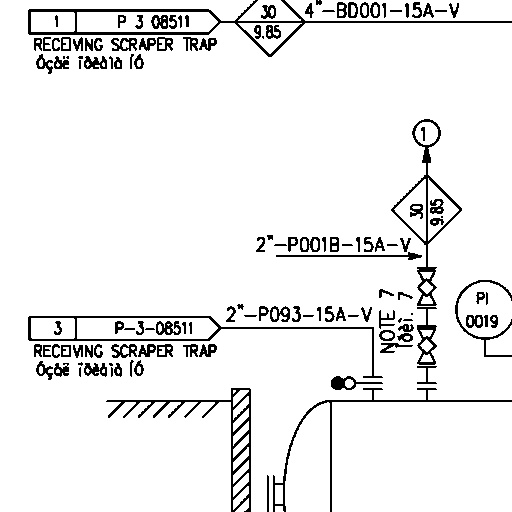 1 P 3 08511
30
9.85
4"-BD001-15A-V
RECEIVING SCRAPER TRAP
Óçåë ïðèåìà ÍÓ
1
30
9.85
2"-P001B-15A-V
NOTE 7
Ïðèì. 7
PI
0019
2"-P093-15A-V
3 P-3-08511
RECEIVING SCRAPER TRAP
Óçåë ïðèåìà ÍÓ